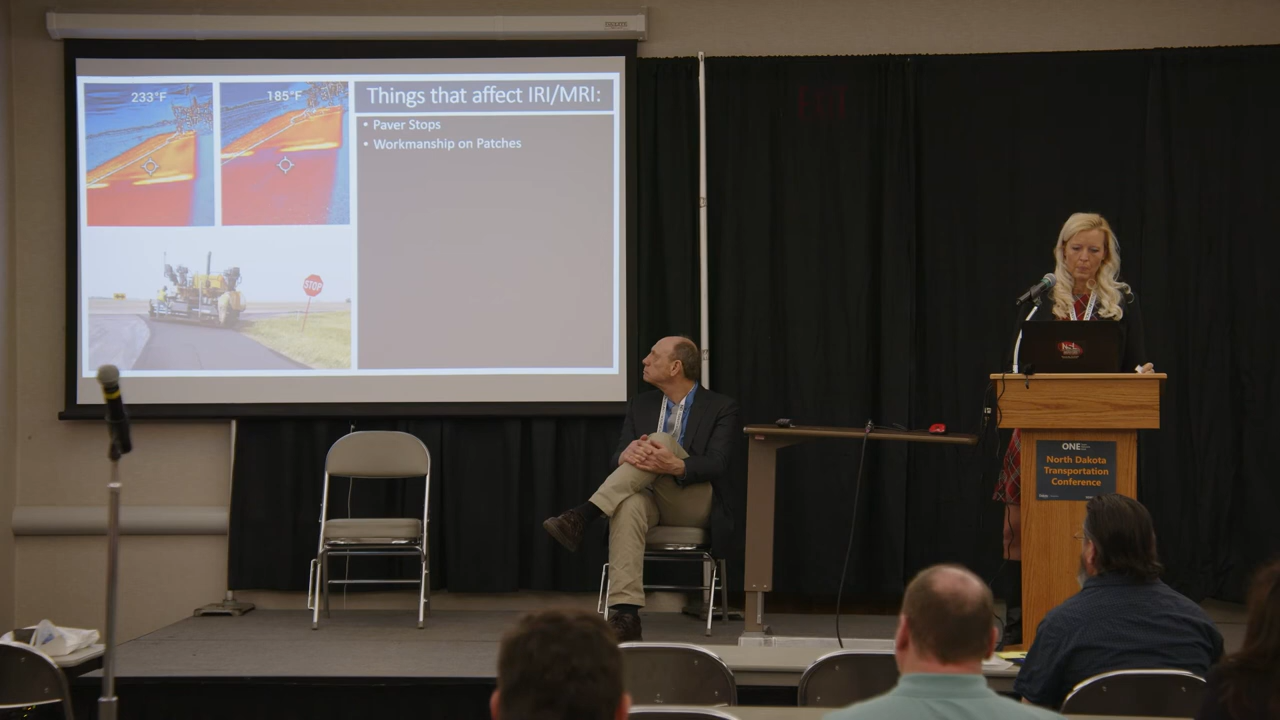 233°F
185°F
Things that affect IRI/MRI:
• Paver Stops
• Workmanship on Patches
STOP
ONE
North Dakota
Transportation
Conference